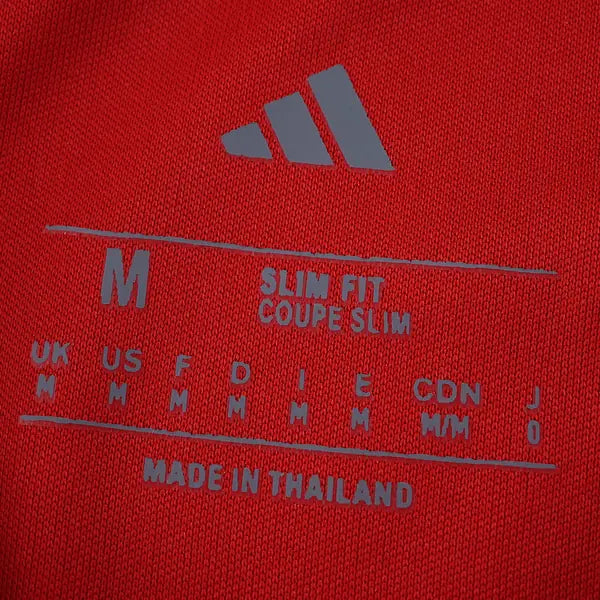 M SLIM FIT
COUPE SLIM
UK US F D I E CDN J
M M M M M M M/M O
MADE IN THAILAND